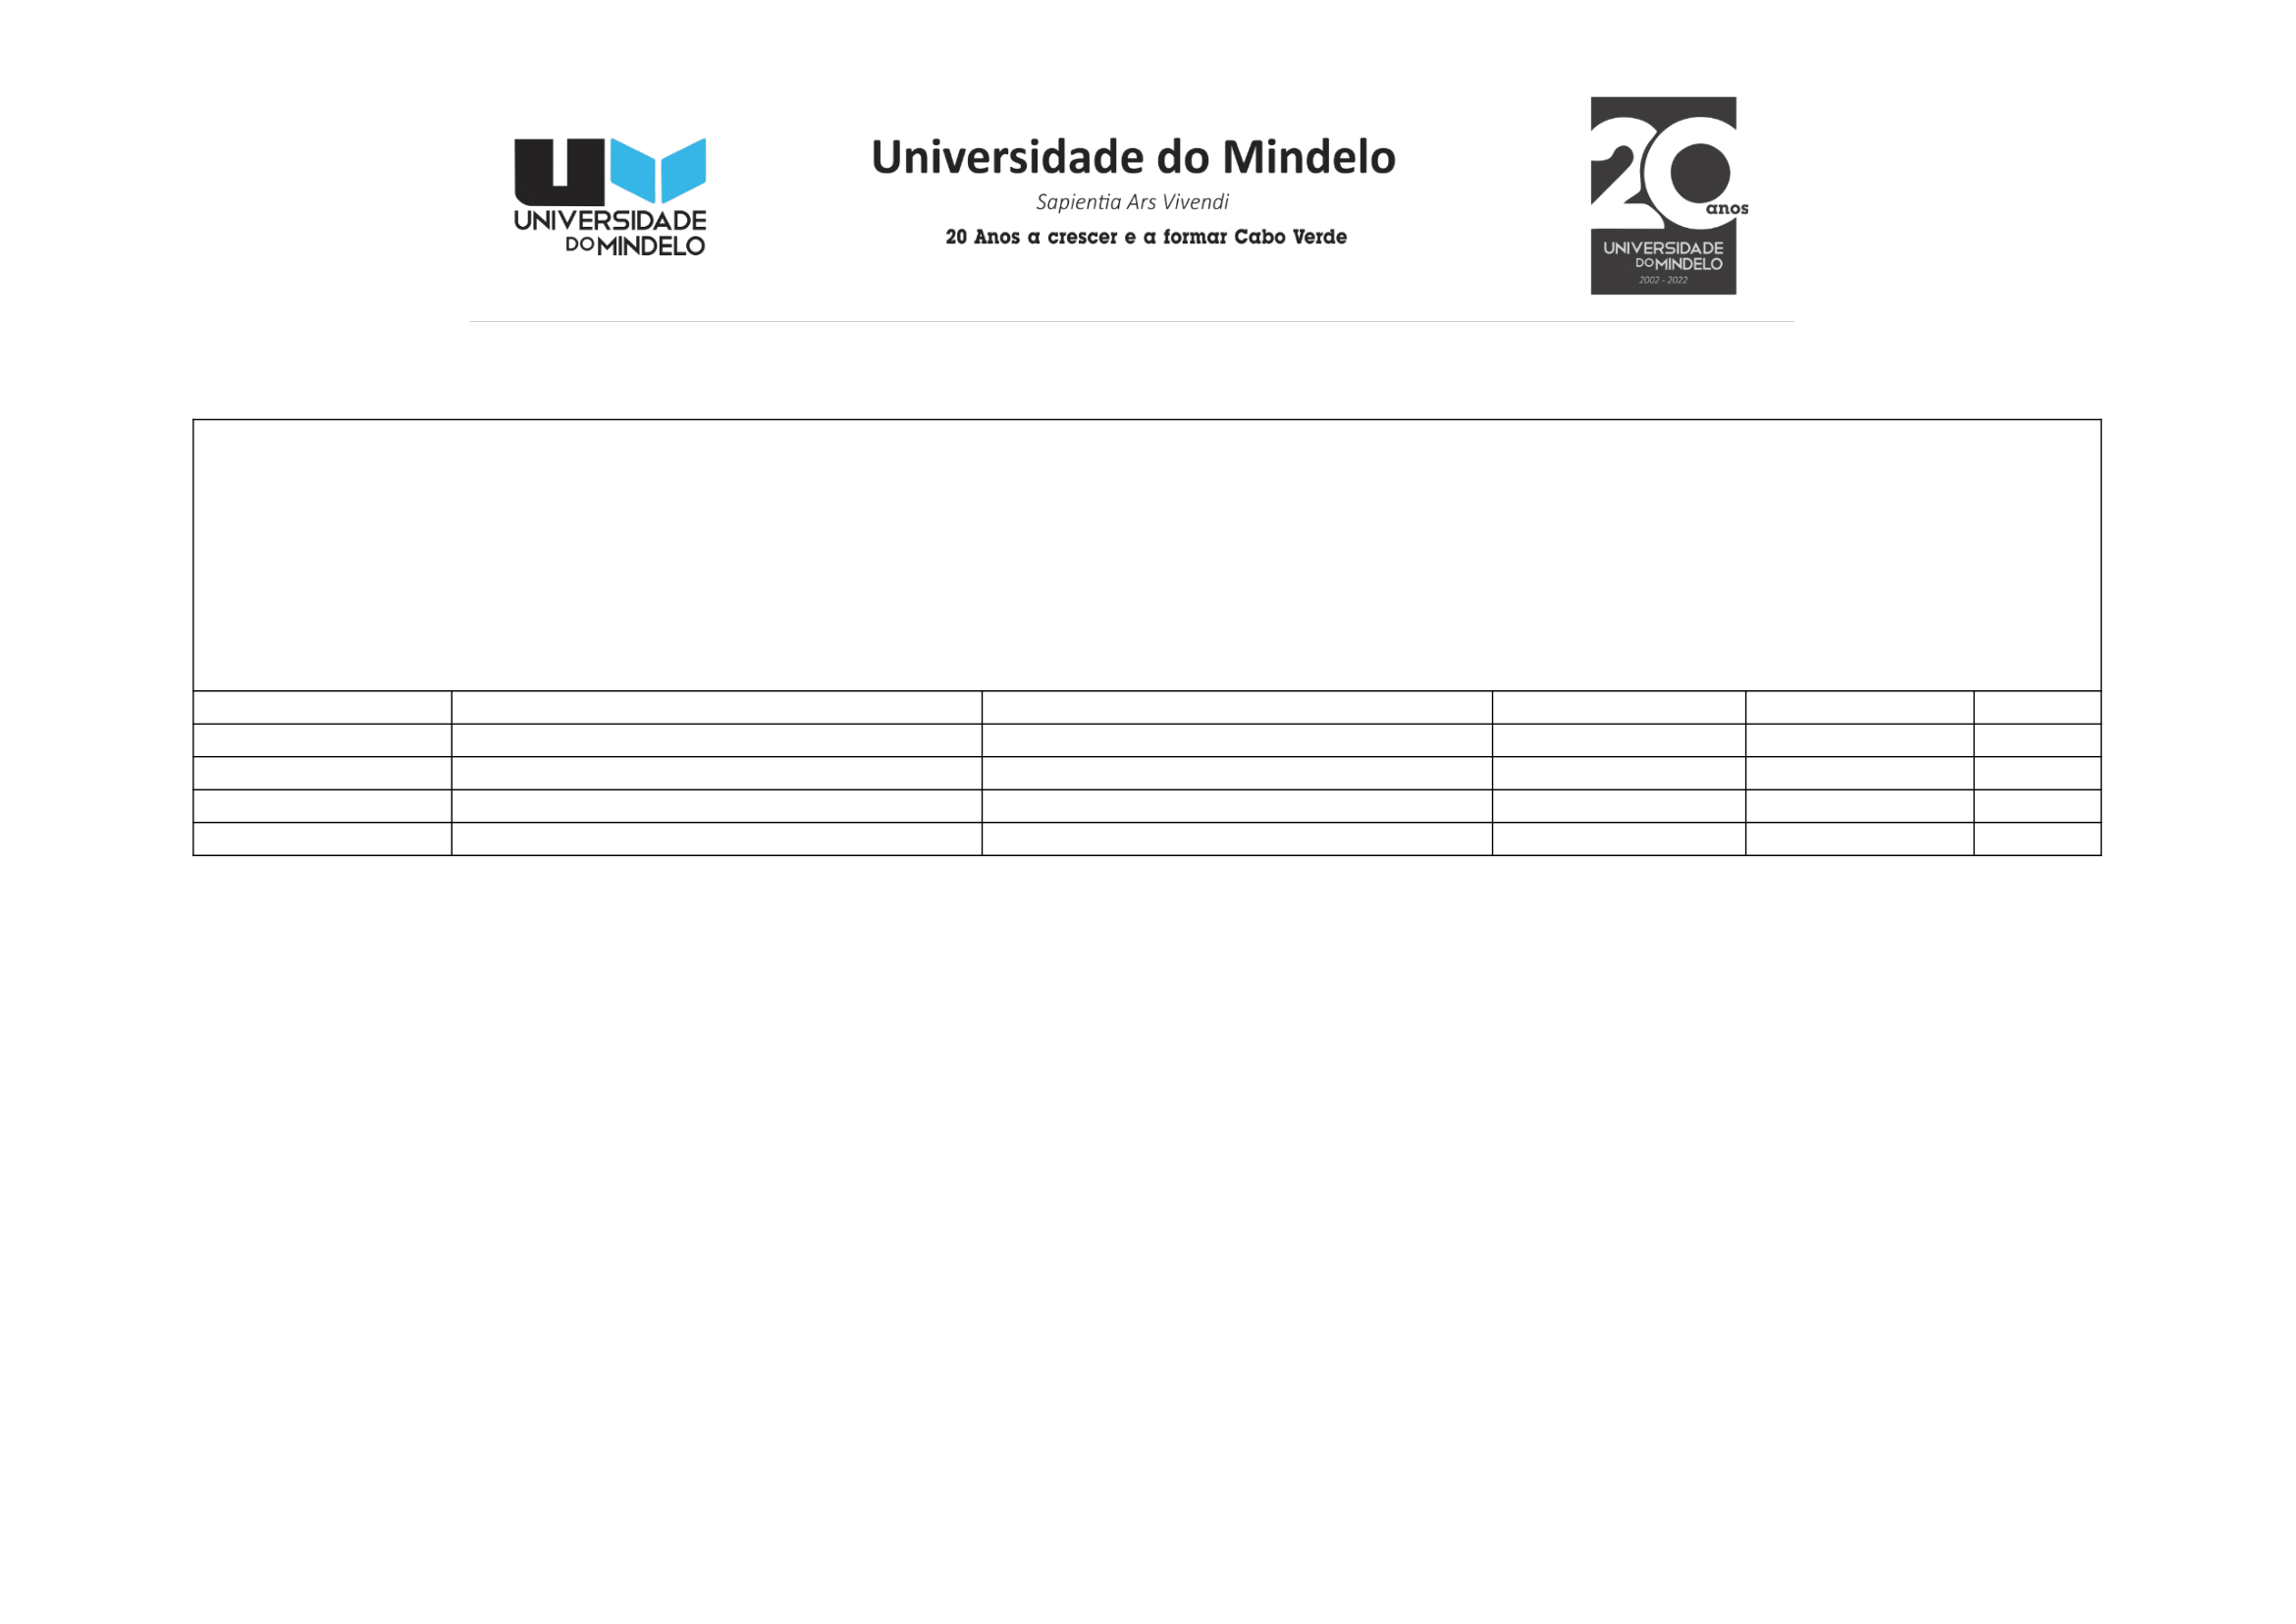 UNIVERSIDADE
DO MINDELO
Universidade do Mindelo
Sapientia Ars Vivendi
20 Anos a crescer e a formar Cabo Verde
20
anos
UNIVERSIDADE
DO MINDELO
2002 - 2022